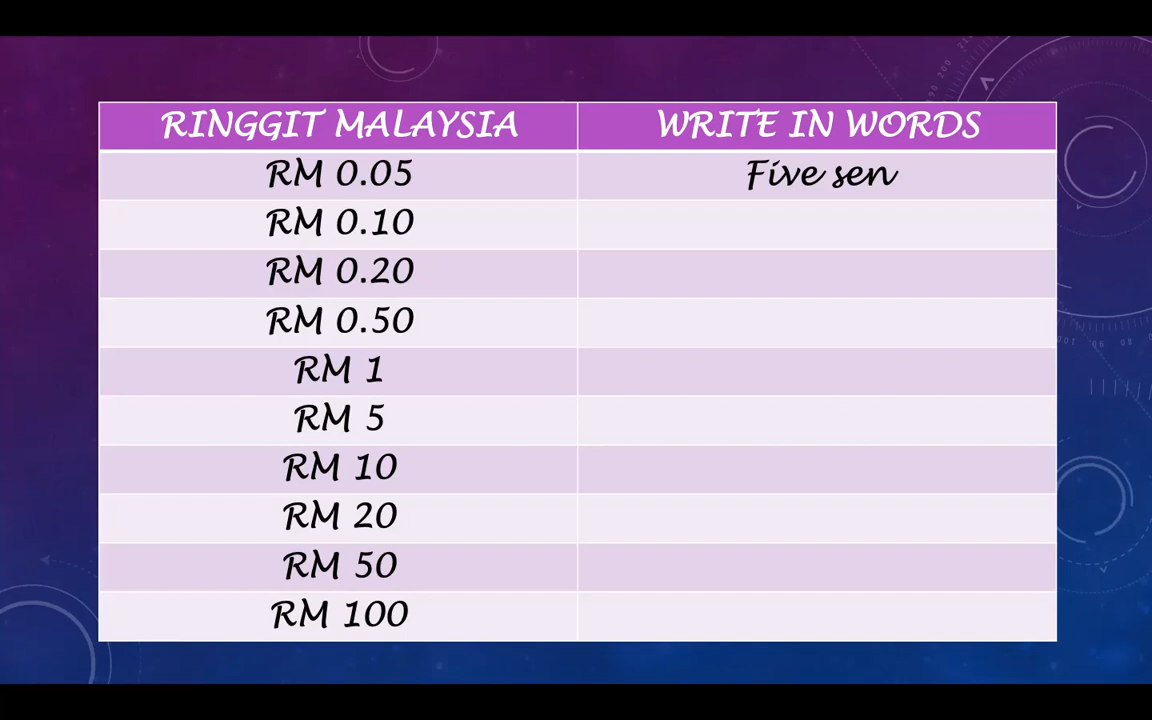 RINGGIT MALAYSIA WRITE IN WORDS
RM 0.05 Five sen
RM 0.10
RM 0.20
RM 0.50
RM 1
RM 5
RM 10
RM 20
RM 50
RM 100